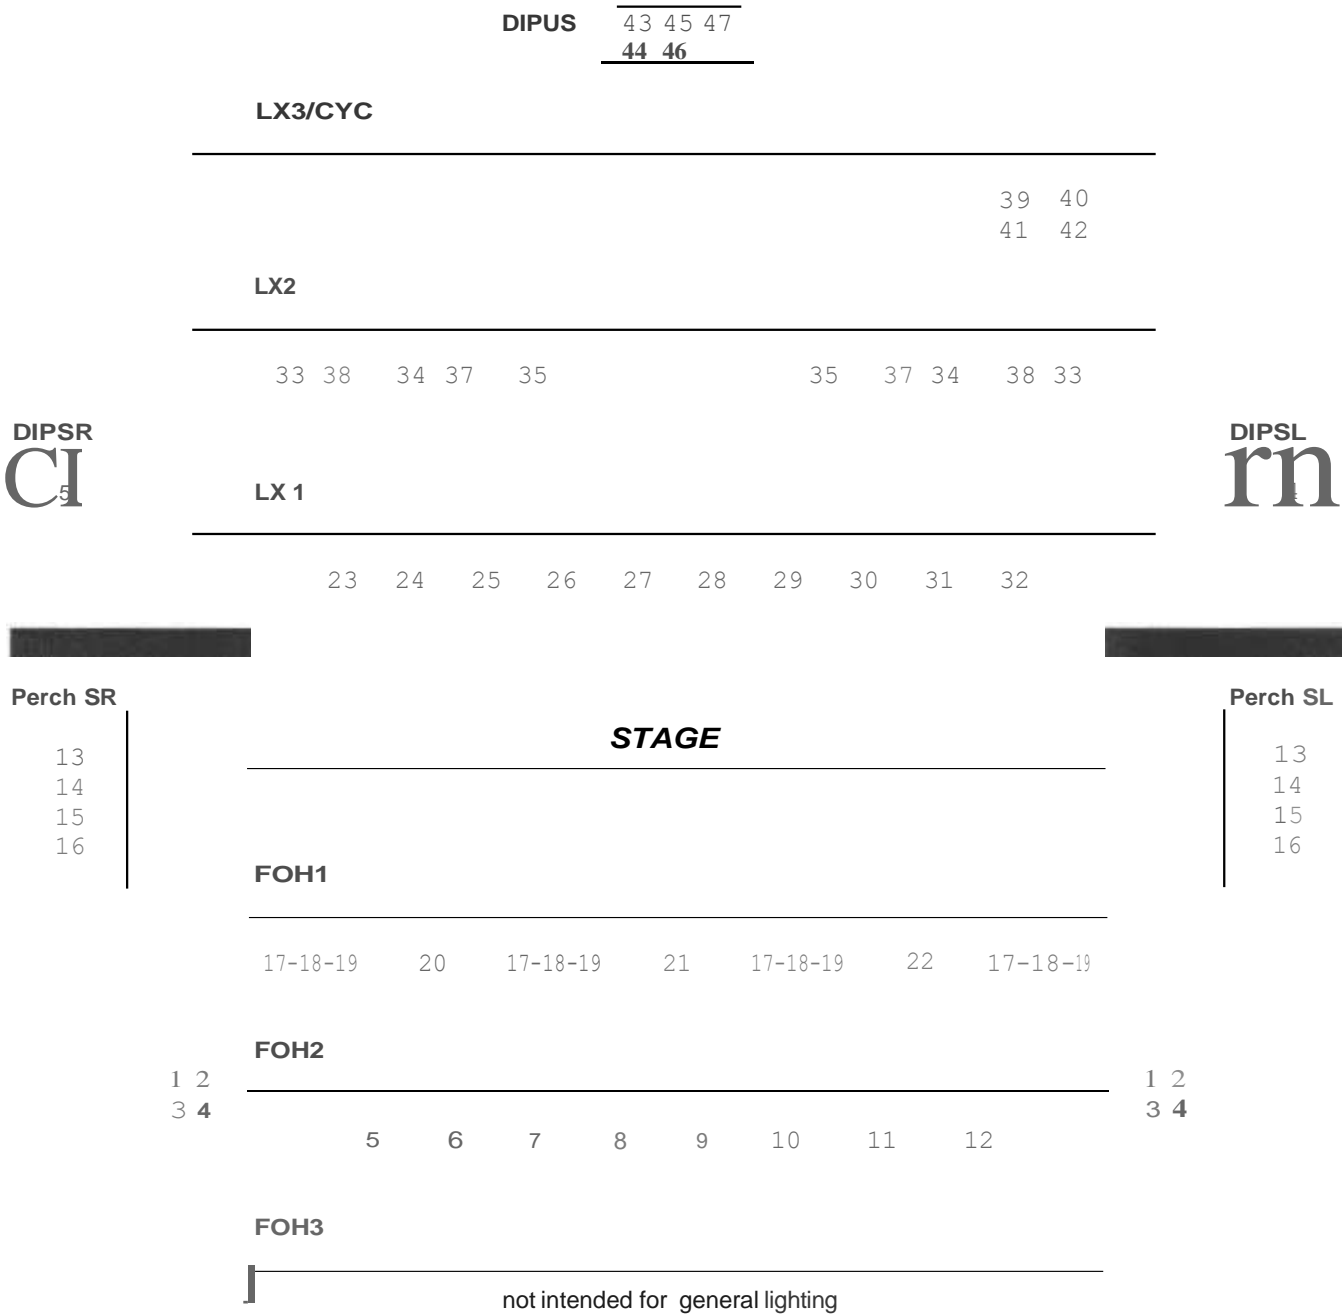 DIPUS 43 45 47
44 46
LX3/CYC
39 40
41 42
LX2
33 38 34 37 35 35 37 34 38 33
DIPSR
DIPSL
CI
rn
5
LX 1
23 24 25 26 27 28 29 30 31 32
Perch SR
Perch SL
STAGE
13
14
15
16
13
14
15
16
FOH1
17-18-19 20 17-18-19 21 17-18-19 22 17-18-19
FOH2
1 2
3 4
1 2
3 4
5 6 7 8 9 10 11 12
FOH3
not intended for general lighting